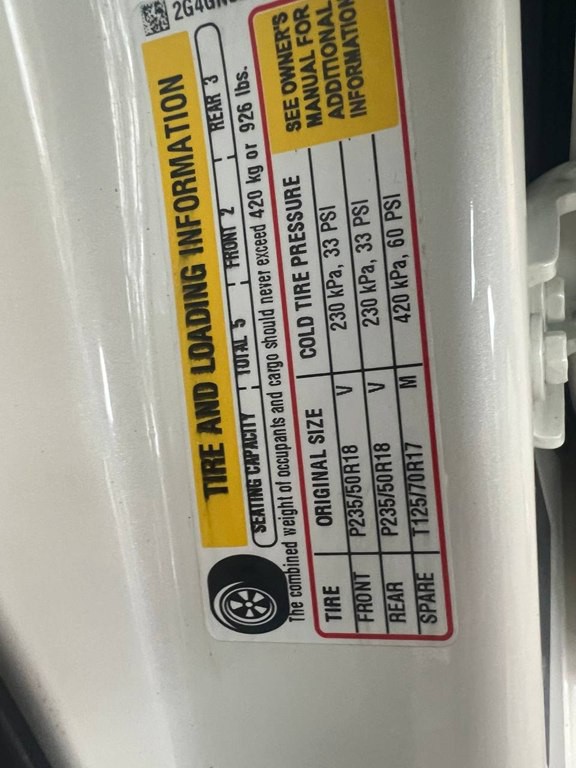 TIRE AND LOADING INFORMATION
SEATING CAPACITY TOTAL 5 FRONT 2 REAR 3
The combined weight of occupants and cargo should never exceed 420 kg or 926 lbs.
TIRE ORIGINAL SIZE COLD TIRE PRESSURE
FRONT P235/50R18 V 230 kPa, 33 PSI
REAR P235/50R18 V 230 kPa, 33 PSI
SPARE T125/70R17 M 420 kPa, 60 PSI
SEE OWNER'S
MANUAL FOR
ADDITIONAL
INFORMATION